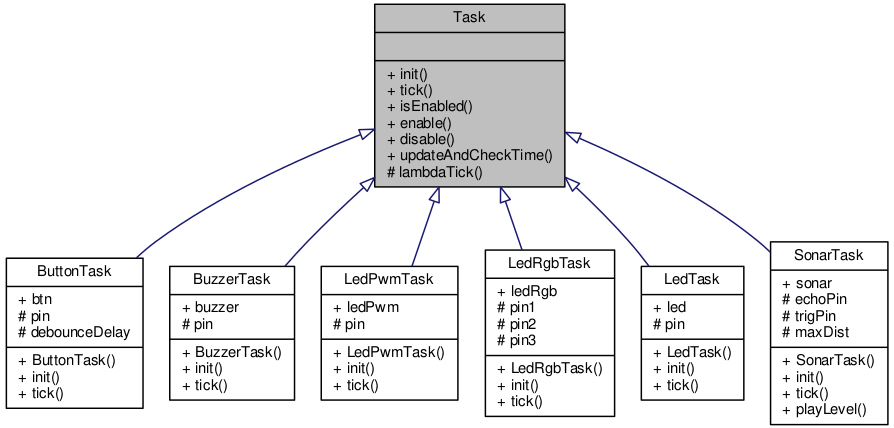 Task
+ init()
+ tick()
+ isEnabled()
+ enable()
+ disable()
+ updateAndCheckTime()
# lambdaTick()
ButtonTask
+ btn
# pin
# debounceDelay
+ ButtonTask()
+ init()
+ tick()
BuzzerTask
+ buzzer
# pin
+ BuzzerTask()
+ init()
+ tick()
LedPwmTask
+ ledPwm
# pin
+ LedPwmTask()
+ init()
+ tick()
LedRgbTask
+ ledRgb
# pin1
# pin2
# pin3
+ LedRgbTask()
+ init()
+ tick()
LedTask
+ led
# pin
+ LedTask()
+ init()
+ tick()
SonarTask
+ sonar
# echoPin
# trigPin
# maxDist
+ SonarTask()
+ init()
+ tick()
+ playLevel()